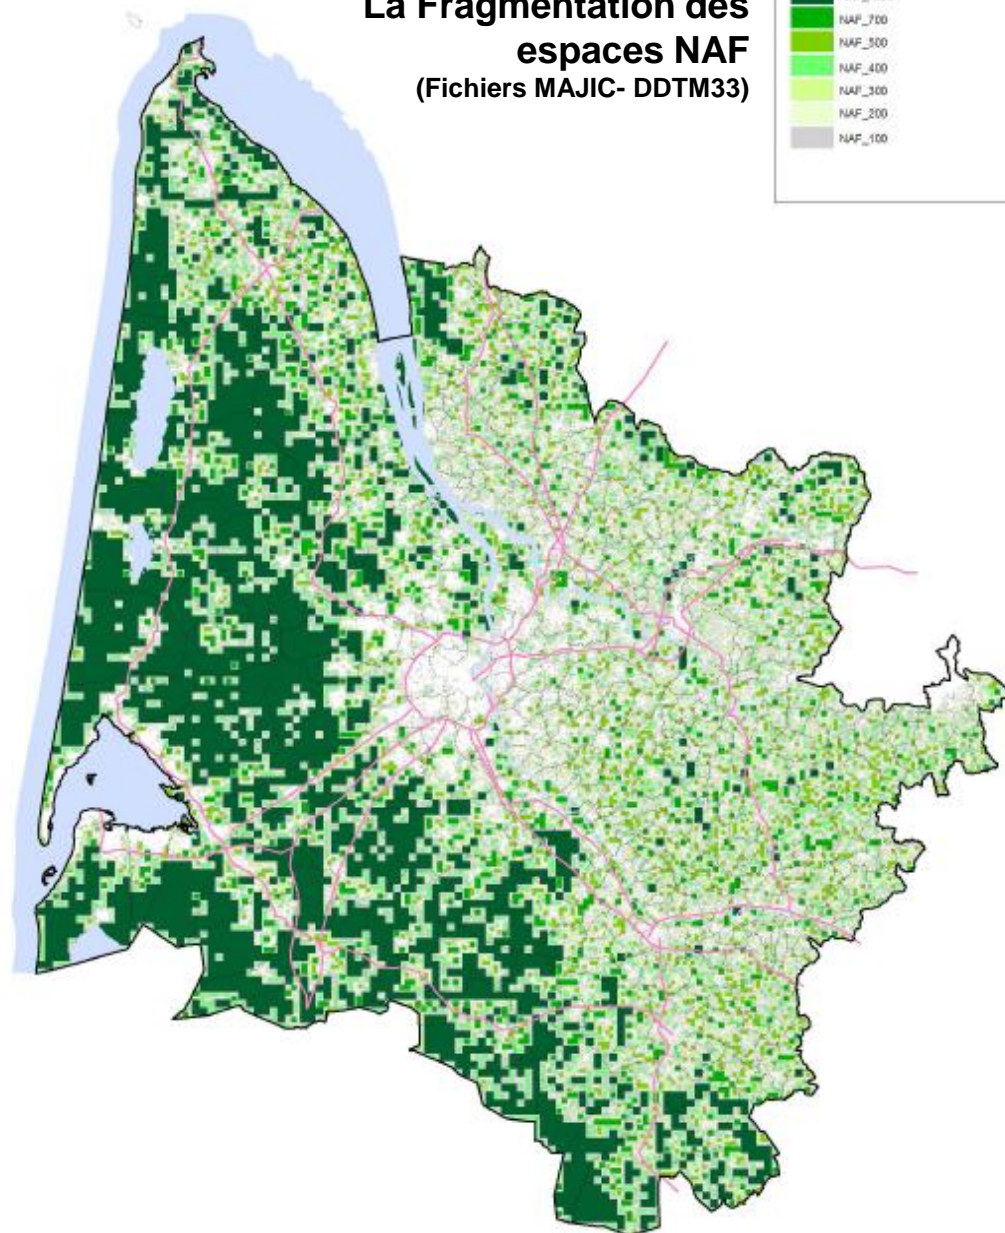 La Fragmentation des
espaces NAF
(Fichiers MAJIC- DDTM33)
NAF_700
NAF_500
NAF_400
NAF_300
NAF_200
NAF_100